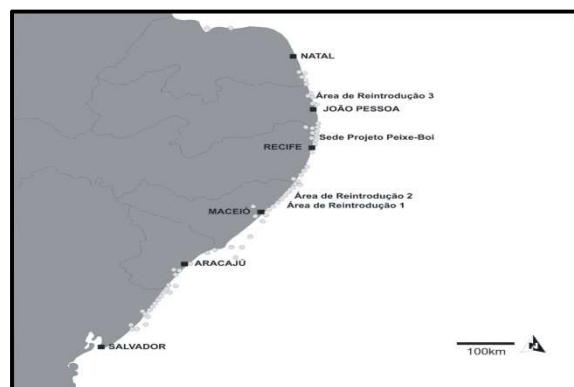 NATAL
Área de Reintrodução 3
JOÃO PESSOA
Sede Projeto Peixe-Boi
RECIFE
Área de Reintrodução 2
Área de Reintrodução 1
MACEIÓ
ARACAJÚ
SALVADOR
100km
N